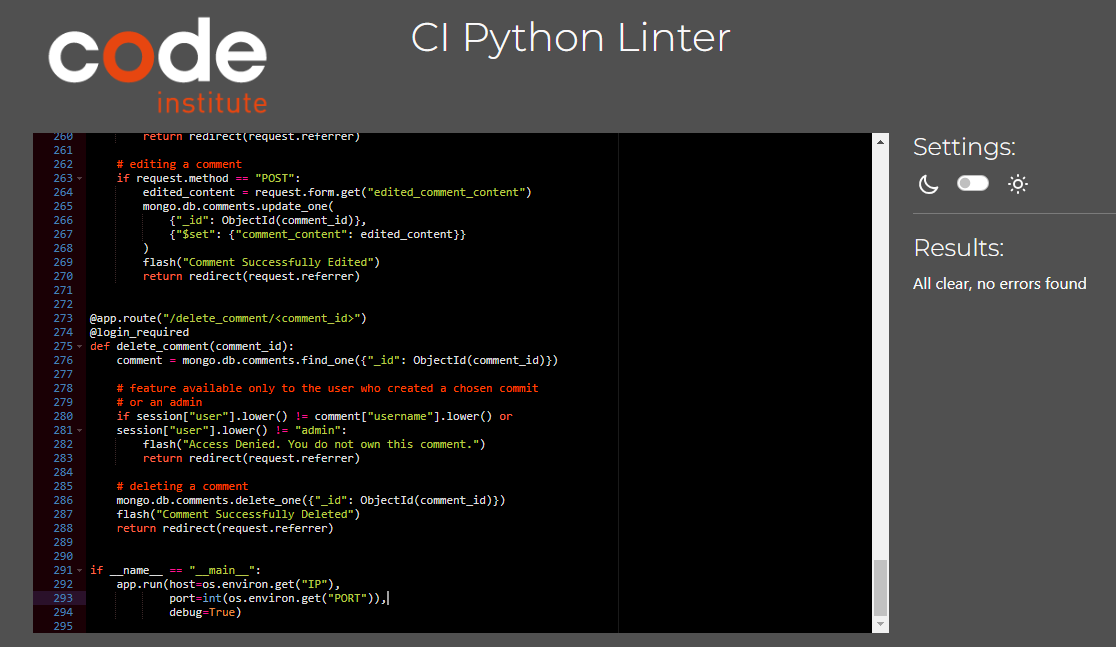 code
institute
CI Python Linter
260         return redirect(request.referrer)
261
262     # editing a comment
263     if request.method == "POST":
264         edited_content = request.form.get("edited_comment_content")
265         mongo.db.comments.update_one(
266             {"_id": ObjectId(comment_id)},
267             {"$set": {"comment_content": edited_content}}
268         )
269         flash("Comment Successfully Edited")
270         return redirect(request.referrer)
271
272
273 @app.route("/delete_comment/<comment_id>")
274 @login_required
275 def delete_comment(comment_id):
276     comment = mongo.db.comments.find_one({"_id": ObjectId(comment_id)})
277
278     # feature available only to the user who created a chosen commit
279     # or an admin
280     if session["user"].lower() != comment["username"].lower() or
281     session["user"].lower() != "admin":
282         flash("Access Denied. You do not own this comment.")
283         return redirect(request.referrer)
284
285     # deleting a comment
286     mongo.db.comments.delete_one({"_id": ObjectId(comment_id)})
287     flash("Comment Successfully Deleted")
288     return redirect(request.referrer)
289
290
291 if __name__ == "__main__":
292     app.run(host=os.environ.get("IP"),
293             port=int(os.environ.get("PORT")),
294             debug=True)
295
Settings:
Results:
All clear, no errors found